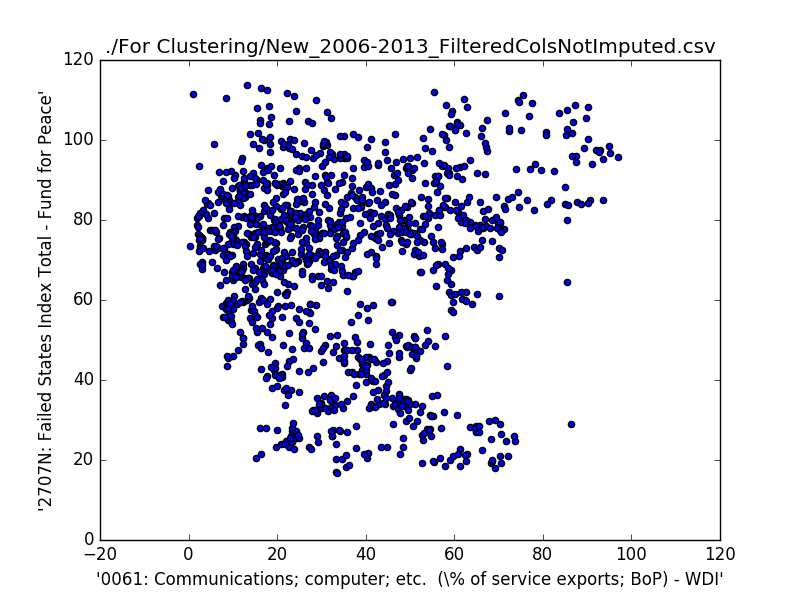 ./For Clustering/New_2006-2013_FilteredColsNotImputed.csv
120
100
80
60
40
20
0
'2707N: Failed States Index Total - Fund for Peace'
−20 0 20 40 60 80 100 120
'0061: Communications; computer; etc.  (\% of service exports; BoP) - WDI'